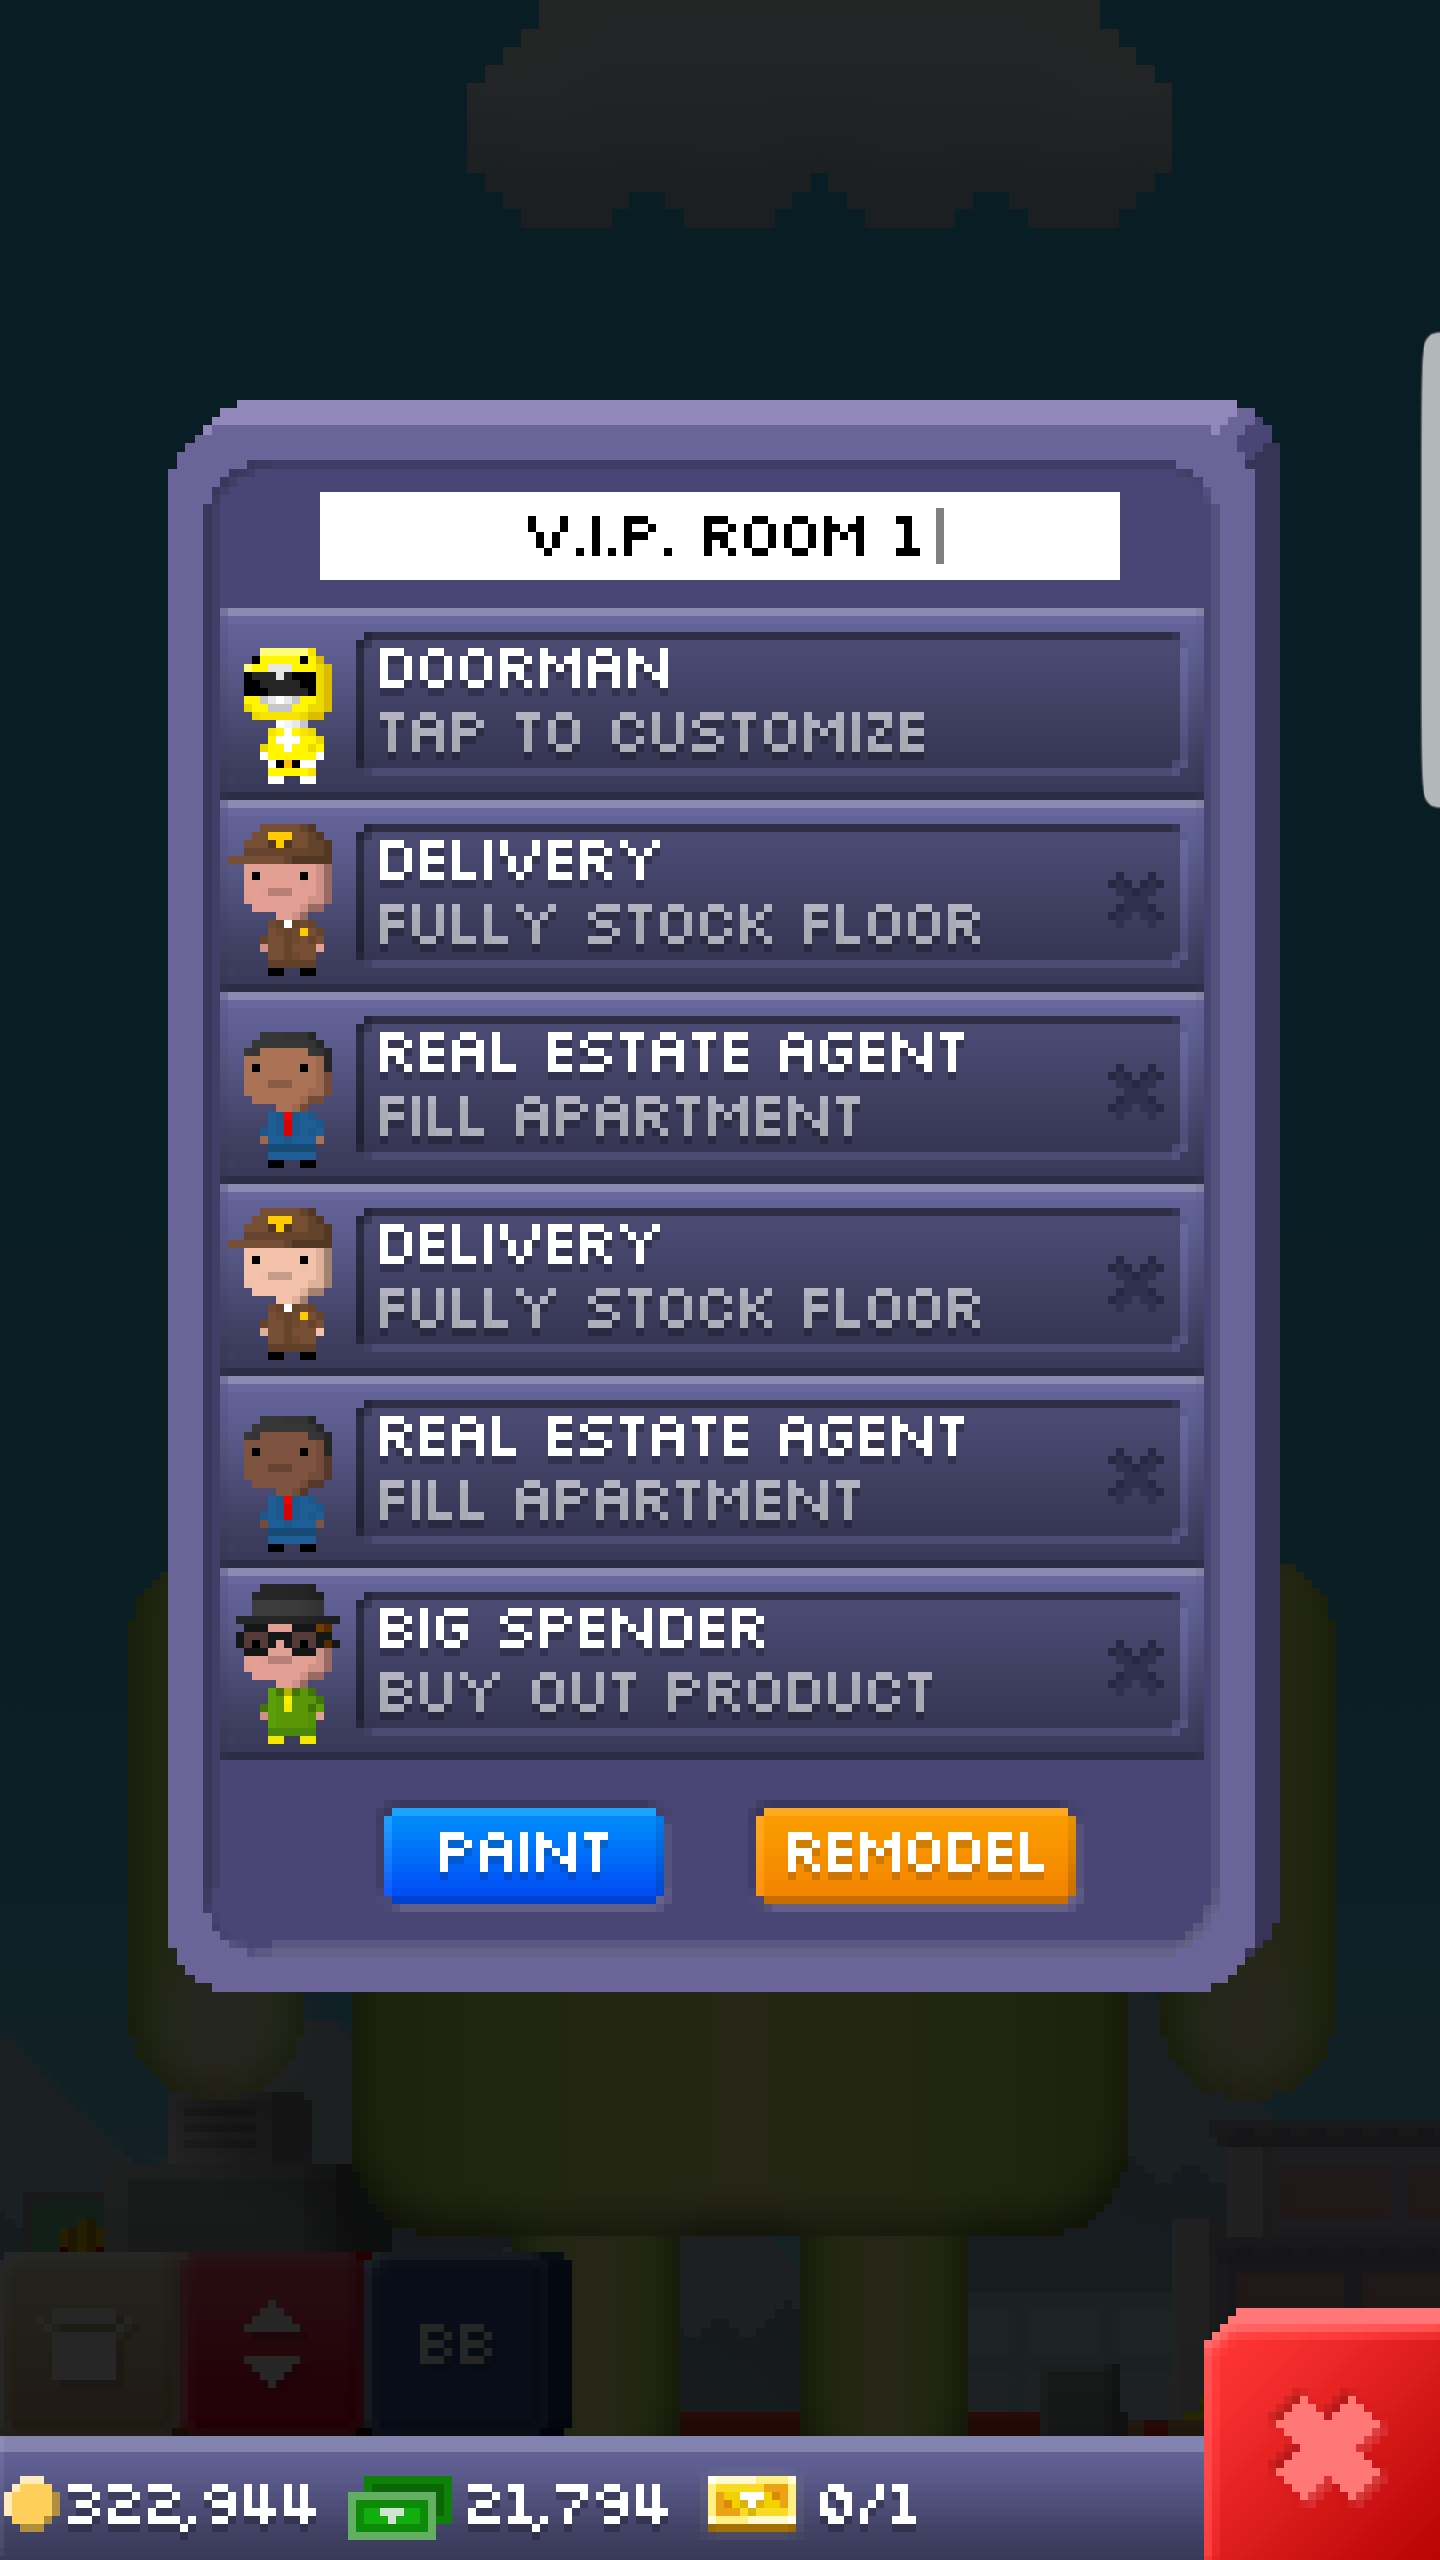 V.I.P. ROOM 1
DOORMAN
TAP TO CUSTOMIZE
DELIVERY
FULLY STOCK FLOOR
REAL ESTATE AGENT
FILL APARTMENT
DELIVERY
FULLY STOCK FLOOR
REAL ESTATE AGENT
FILL APARTMENT
BIG SPENDER
BUY OUT PRODUCT
PAINT REMODEL
BB
322,944 21,794 0/1